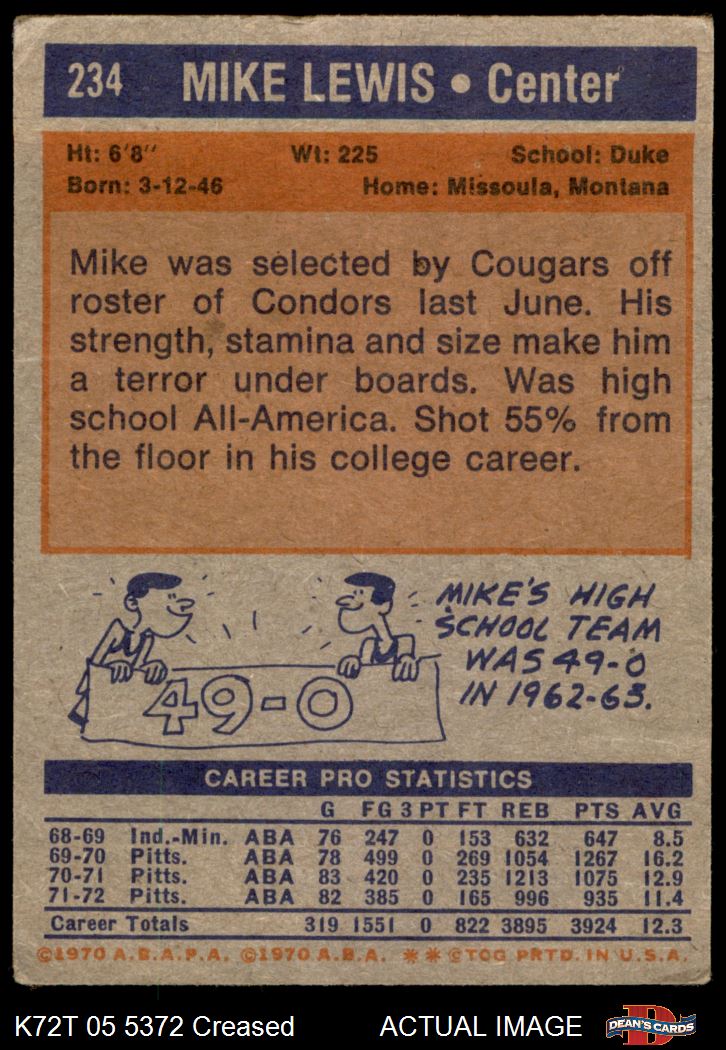 234 MIKE LEWIS • Center
Ht: 6'8" Wt: 225 School: Duke
Born: 3-12-46 Home: Missoula, Montana
Mike was selected by Cougars off
roster of Condors last June. His
strength, stamina and size make him
a terror under boards. Was high
school All-America. Shot 55% from
the floor in his college career.
MIKE'S HIGH
SCHOOL TEAM
WAS 49-0
IN 1962-63.
49-0
CAREER PRO STATISTICS
G FG 3 PT FT REB PTS AVG
68-69 Ind.-Min. ABA 76 247 0 153 632 647 8.5
69-70 Pitts. ABA 78 499 0 269 1054 1267 16.2
70-71 Pitts. ABA 83 420 0 235 1213 1075 12.9
71-72 Pitts. ABA 82 385 0 165 996 935 11.4
Career Totals 319 1551 0 822 3895 3924 12.3
©1970 A.B.A.P.A. ©1970 A.B.A. ** ©TCG PRTD. IN U.S.A.
K72T 05 5372 Creased ACTUAL IMAGE
DEAN'S CARDS